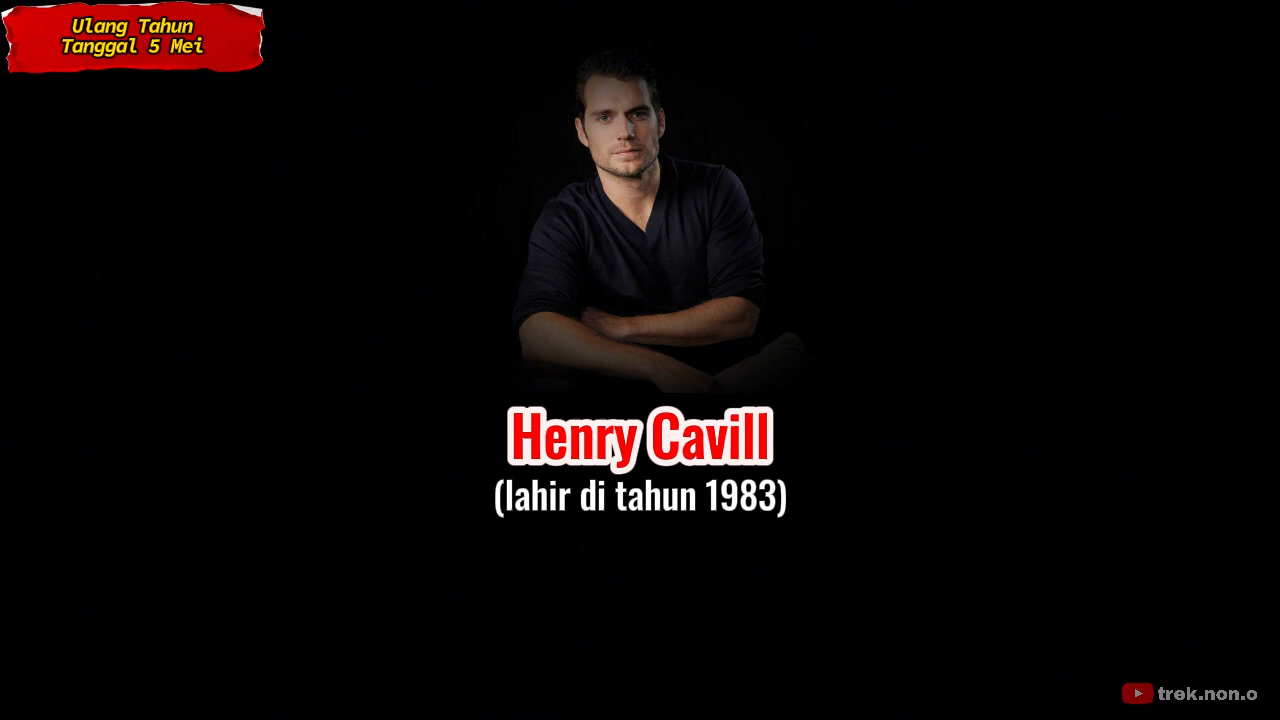 Ulang Tahun
Tanggal 5 Mei
Henry Cavill
(lahir di tahun 1983)
trek.non.o